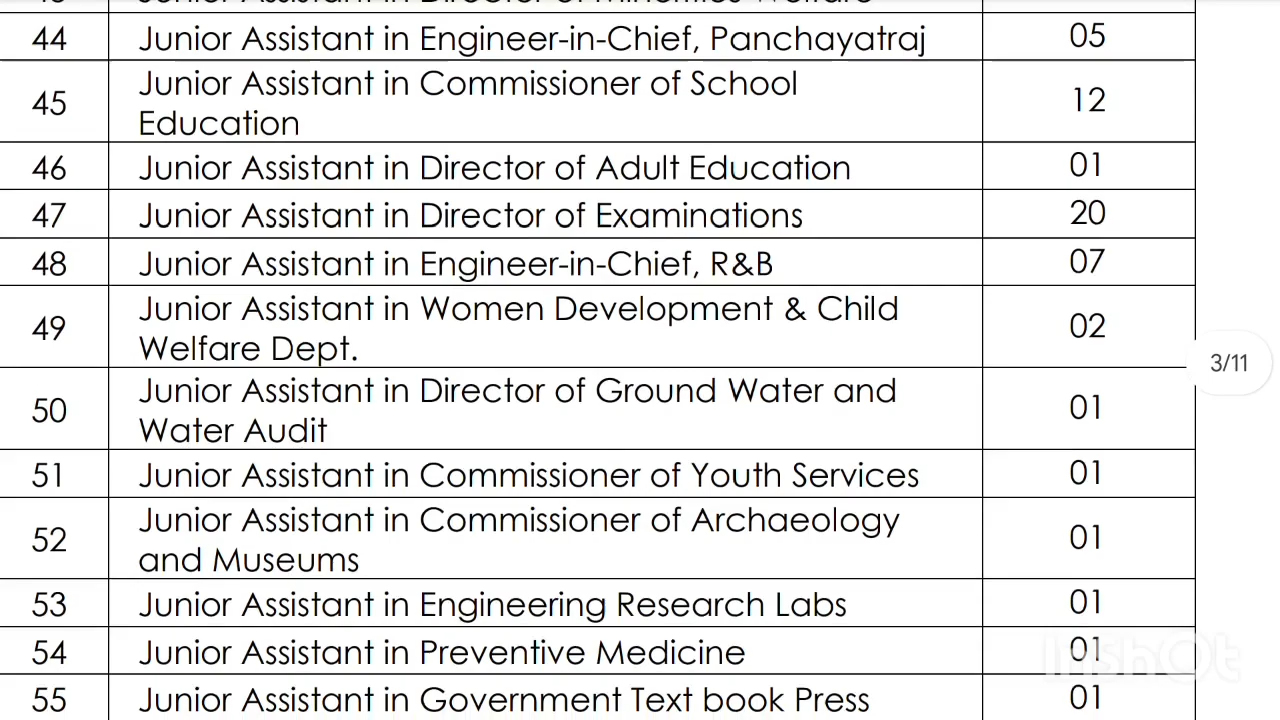 44 Junior Assistant in Engineer-in-Chief, Panchayatraj 05
45 Junior Assistant in Commissioner of School 12
Education
46 Junior Assistant in Director of Adult Education 01
47 Junior Assistant in Director of Examinations 20
48 Junior Assistant in Engineer-in-Chief, R&B 07
49 Junior Assistant in Women Development & Child 02
Welfare Dept.
3/11
50 Junior Assistant in Director of Ground Water and 01
Water Audit
51 Junior Assistant in Commissioner of Youth Services 01
52 Junior Assistant in Commissioner of Archaeology 01
and Museums
53 Junior Assistant in Engineering Research Labs 01
54 Junior Assistant in Preventive Medicine 01
InshOt
55 Junior Assistant in Government Text book Press 01